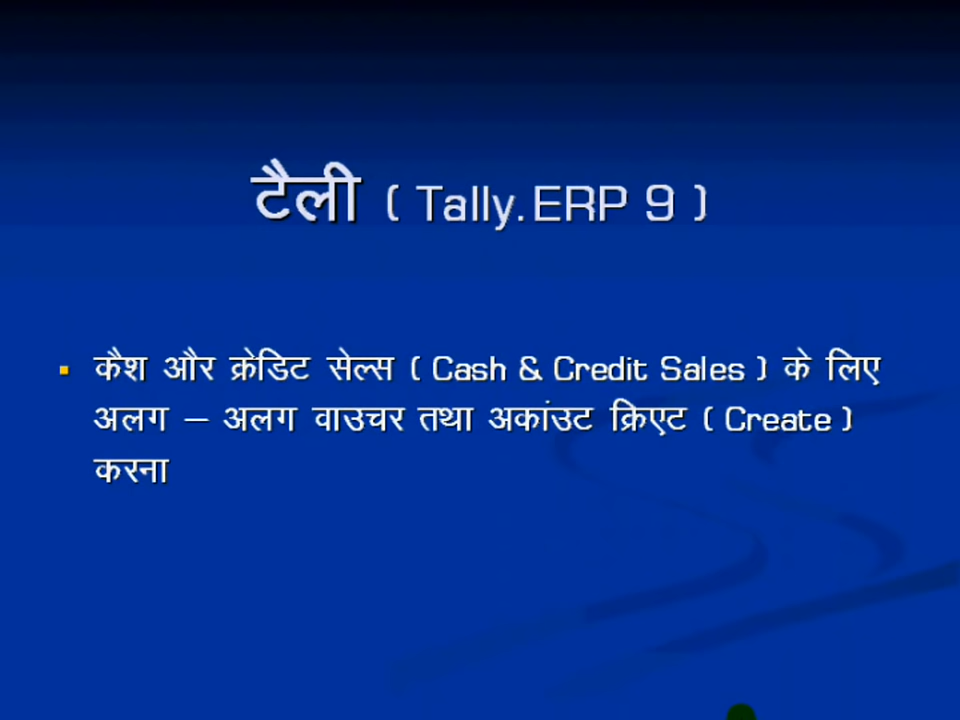 टैली ( Tally.ERP 9 )
▪ कैश और क्रेडिट सेल्स ( Cash & Credit Sales ) के लिए
अलग – अलग वाउचर तथा अकांउट क्रिएट ( Create )
करना